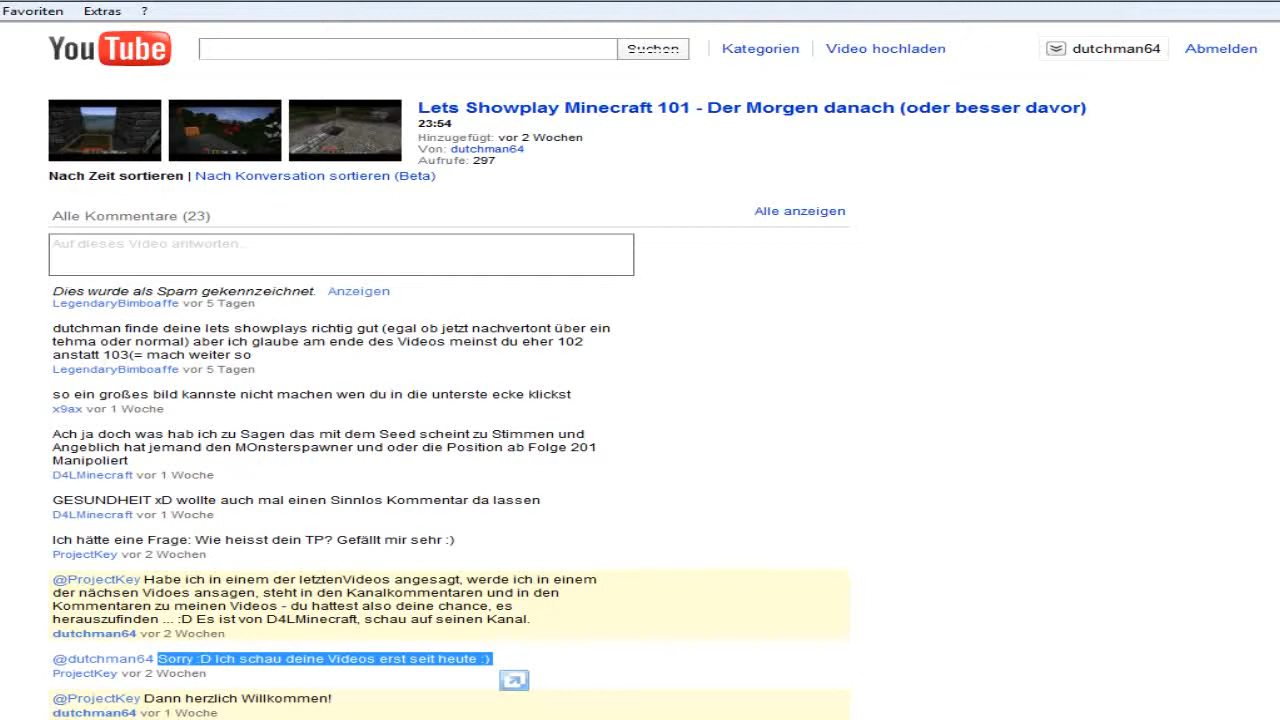 Favoriten Extras ?
YouTube Suchen Kategorien Video hochladen dutchman64 Abmelden
Lets Showplay Minecraft 101 - Der Morgen danach (oder besser davor)
23:54
Hinzugefügt: vor 2 Wochen
Von: dutchman64
Aufrufe: 297
Nach Zeit sortieren | Nach Konversation sortieren (Beta)
Alle Kommentare (23) Alle anzeigen
Auf dieses Video antworten...
Dies wurde als Spam gekennzeichnet. Anzeigen
LegendaryBimboaffe vor 5 Tagen
dutchman finde deine lets showplays richtig gut (egal ob jetzt nachvertont über ein
tehma oder normal) aber ich glaube am ende des Videos meinst du eher 102
anstatt 103(= mach weiter so
LegendaryBimboaffe vor 5 Tagen
so ein großes bild kannste nicht machen wen du in die unterste ecke klickst
x9ax vor 1 Woche
Ach ja doch was hab ich zu Sagen das mit dem Seed scheint zu Stimmen und
Angeblich hat jemand den MOnsterspawner und oder die Position ab Folge 201
Manipoliert
D4LMinecraft vor 1 Woche
GESUNDHEIT xD wollte auch mal einen Sinnlos Kommentar da lassen
D4LMinecraft vor 1 Woche
Ich hätte eine Frage: Wie heisst dein TP? Gefällt mir sehr :)
ProjectKey vor 2 Wochen
@ProjectKey Habe ich in einem der letztenVideos angesagt, werde ich in einem
der nächsen Vidoes ansagen, steht in den Kanalkommentaren und in den
Kommentaren zu meinen Videos - du hattest also deine chance, es
herauszufinden ... :D Es ist von D4LMinecraft, schau auf seinen Kanal.
dutchman64 vor 2 Wochen
@dutchman64 Sorry :D Ich schau deine Videos erst seit heute :)
ProjectKey vor 2 Wochen
@ProjectKey Dann herzlich Willkommen!
dutchman64 vor 1 Woche